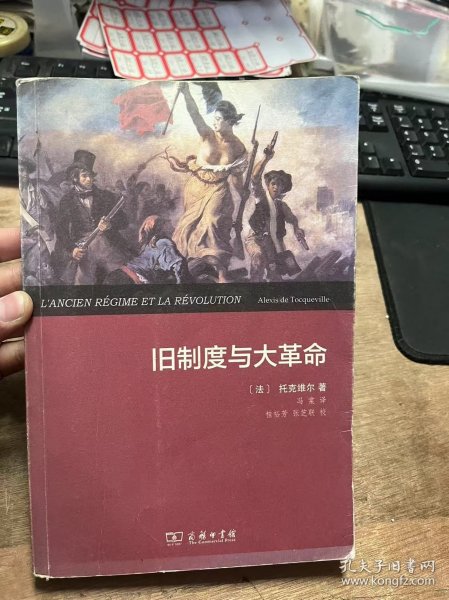 L'ANCIEN RÉGIME ET LA RÉVOLUTION Alexis de Tocqueville
旧制度与大革命
〔法〕 托克维尔 著
冯棠 译
桂裕芳 张芝联 校
商务印书馆
The Commercial Press
孔夫子旧书网
www.kongfz.com